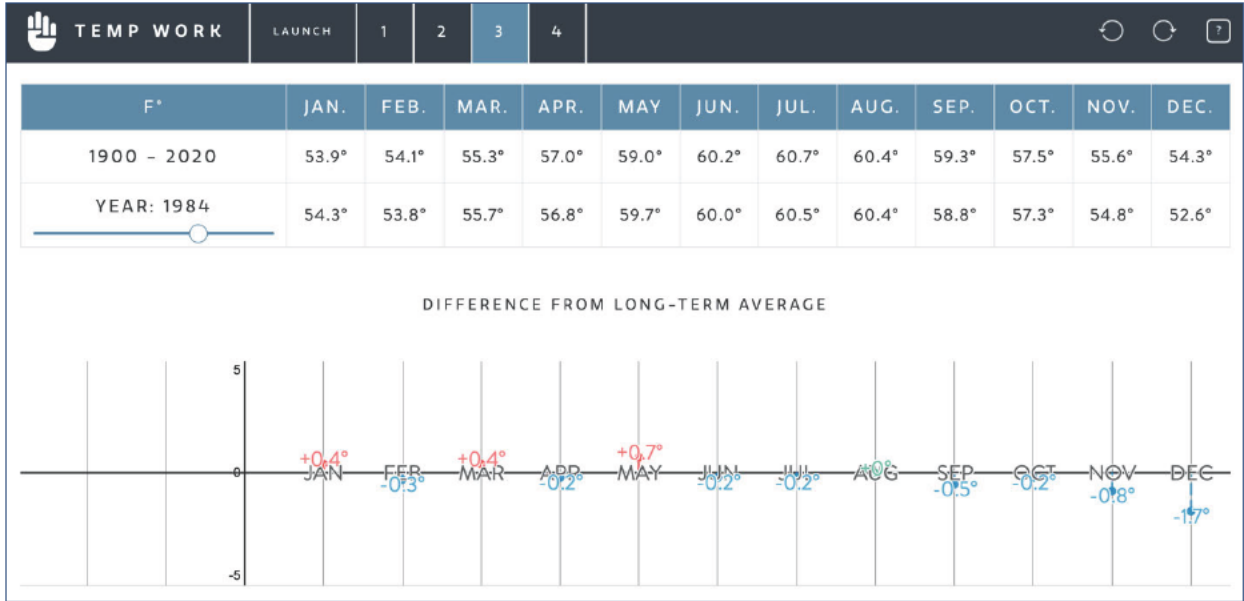 TEMP WORK LAUNCH 1 2 3 4 ?
F° JAN. FEB. MAR. APR. MAY JUN. JUL. AUG. SEP. OCT. NOV. DEC.
1900 – 2020 53.9° 54.1° 55.3° 57.0° 59.0° 60.2° 60.7° 60.4° 59.3° 57.5° 55.6° 54.3°
YEAR: 1984 54.3° 53.8° 55.7° 56.8° 59.7° 60.0° 60.5° 60.4° 58.8° 57.3° 54.8° 52.6°
DIFFERENCE FROM LONG-TERM AVERAGE
5
+0.4° +0.4° +0.7° +0°
0 JAN FEB MAR APR MAY JUN JUL AUG SEP OCT NOV DEC
-0.3° -0.2° -0.2° -0.2° -0.5° -0.2° -0.8° -1.7°
-5